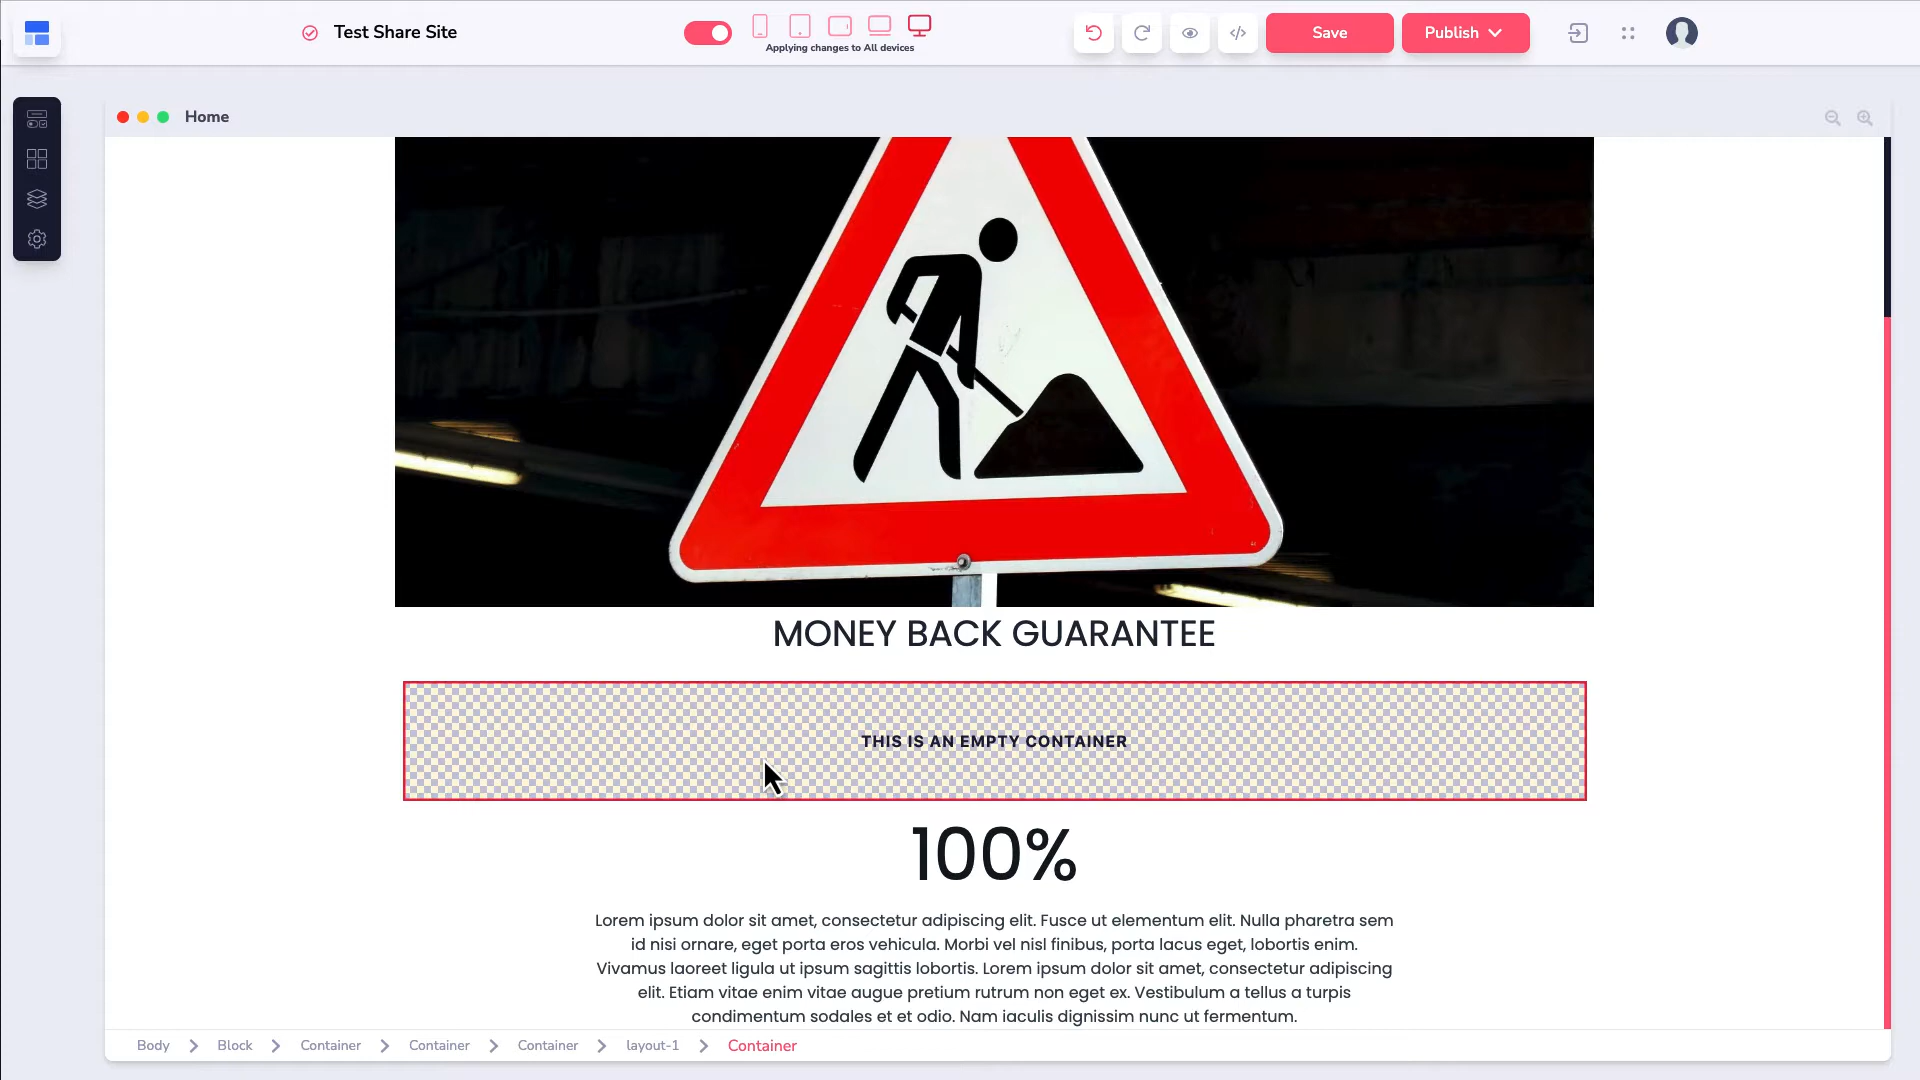 Test Share Site
Applying changes to All devices
Save
Publish
Home
MONEY BACK GUARANTEE
THIS IS AN EMPTY CONTAINER
100%
Lorem ipsum dolor sit amet, consectetur adipiscing elit. Fusce ut elementum elit. Nulla pharetra sem
id nisi ornare, eget porta eros vehicula. Morbi vel nisl finibus, porta lacus eget, lobortis enim.
Vivamus laoreet ligula ut ipsum sagittis lobortis. Lorem ipsum dolor sit amet, consectetur adipiscing
elit. Etiam vitae enim vitae augue pretium rutrum non eget ex. Vestibulum a tellus a turpis
condimentum sodales et et odio. Nam iaculis dignissim nunc ut fermentum.
Body Block Container Container Container layout-1 Container